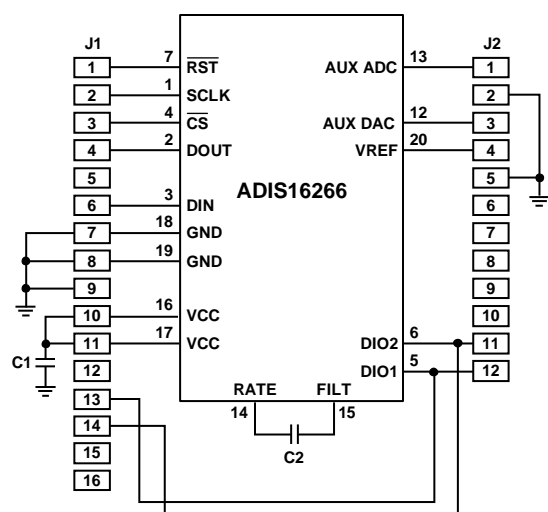 J1 J2
1 7 RST AUX ADC 13 1
2 1 SCLK 2
3 4 CS AUX DAC 12 3
4 2 DOUT VREF 20 4
5 5
ADIS16266
6 3 DIN 6
7 18 GND 7
8 19 GND 8
9 9
10 16 VCC 10
11 17 VCC DIO2 6 11
C1
12 DIO1 5 12
RATE FILT
13 14 15
14
C2
15
16